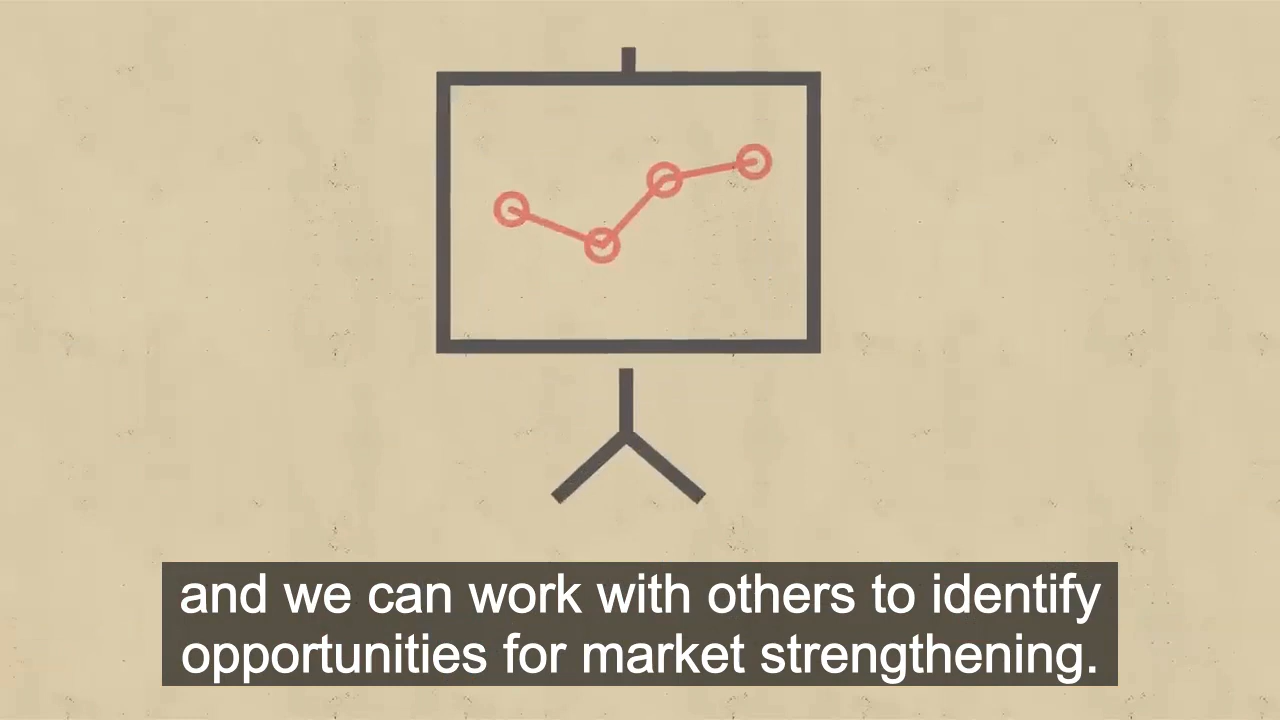 and we can work with others to identify
opportunities for market strengthening.